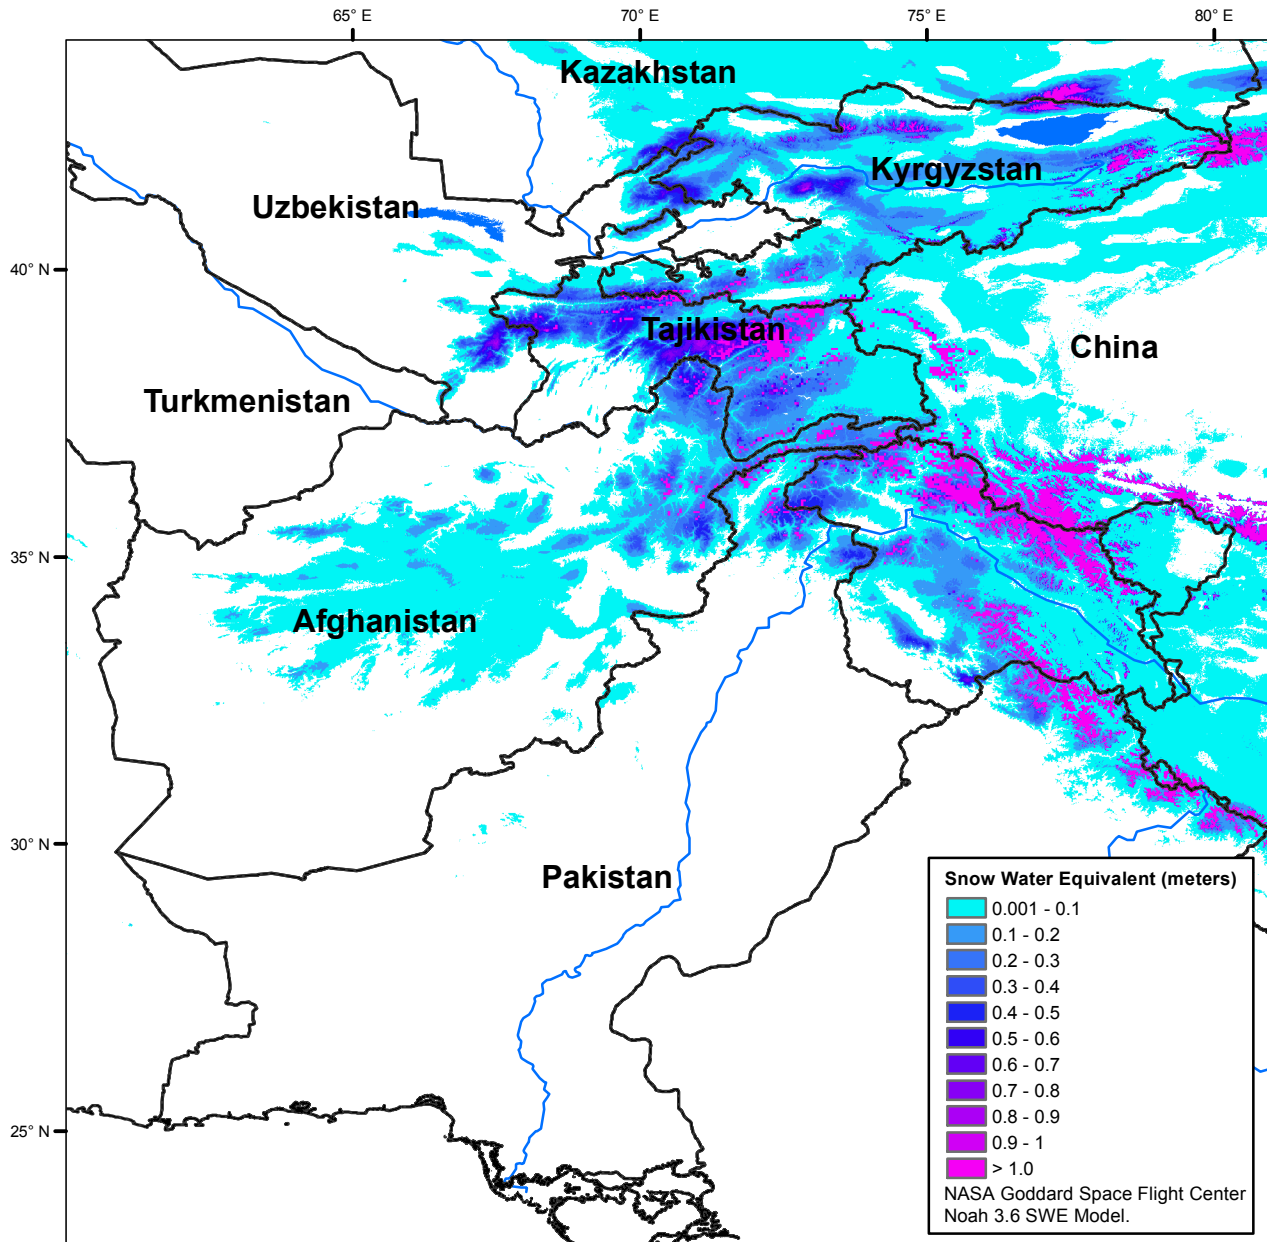 65° E
70° E
75° E
80° E
Kazakhstan
Kyrgyzstan
Uzbekistan
40° N
Tajikistan
China
Turkmenistan
35° N
Afghanistan
30° N
Pakistan
25° N
Snow Water Equivalent (meters)
0.001 - 0.1
0.1 - 0.2
0.2 - 0.3
0.3 - 0.4
0.4 - 0.5
0.5 - 0.6
0.6 - 0.7
0.7 - 0.8
0.8 - 0.9
0.9 - 1
> 1.0
NASA Goddard Space Flight Center
Noah 3.6 SWE Model.